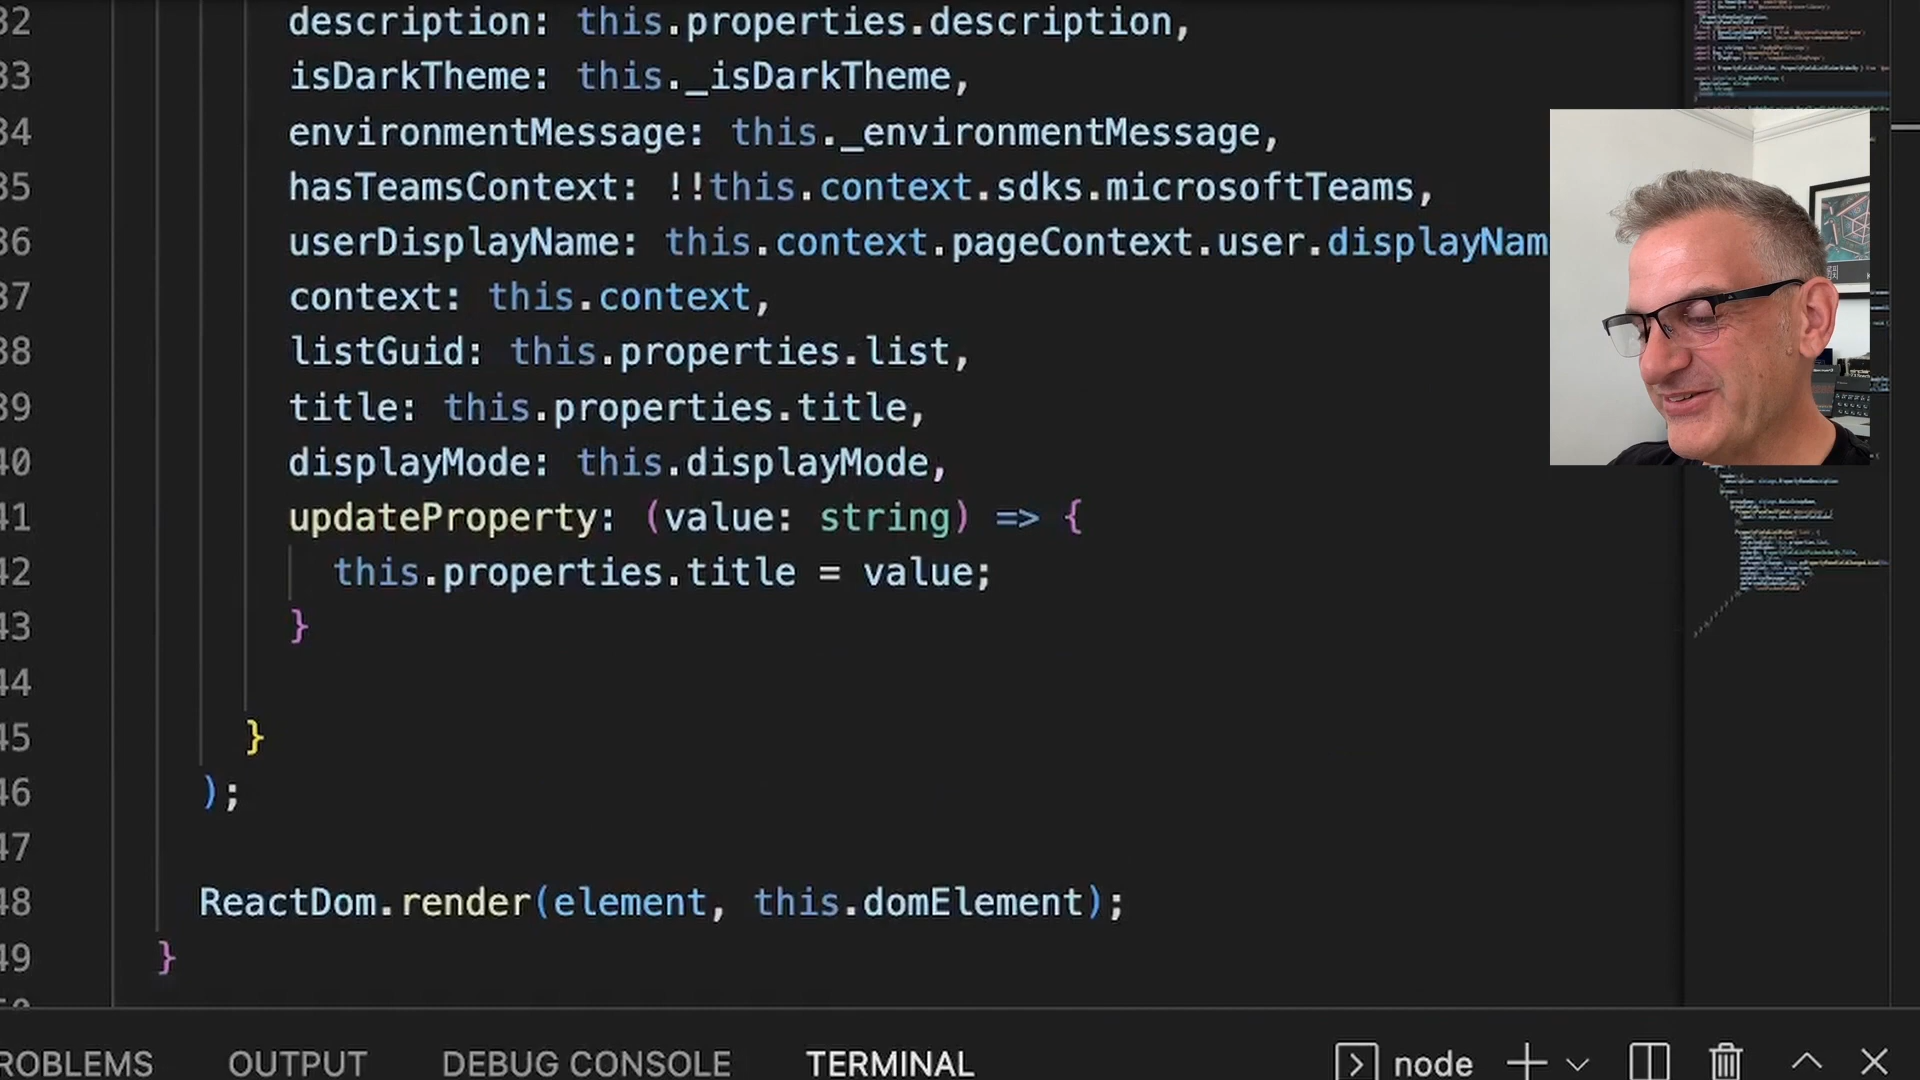 32 description: this.properties.description,
33 isDarkTheme: this._isDarkTheme,
34 environmentMessage: this._environmentMessage,
35 hasTeamsContext: !!this.context.sdks.microsoftTeams,
36 userDisplayName: this.context.pageContext.user.displayNam
37 context: this.context,
38 listGuid: this.properties.list,
39 title: this.properties.title,
40 displayMode: this.displayMode,
41 updateProperty: (value: string) => {
42 this.properties.title = value;
43 }
44
45 }
46 );
47
48 ReactDom.render(element, this.domElement);
49 }
ROBLEMS OUTPUT DEBUG CONSOLE TERMINAL node